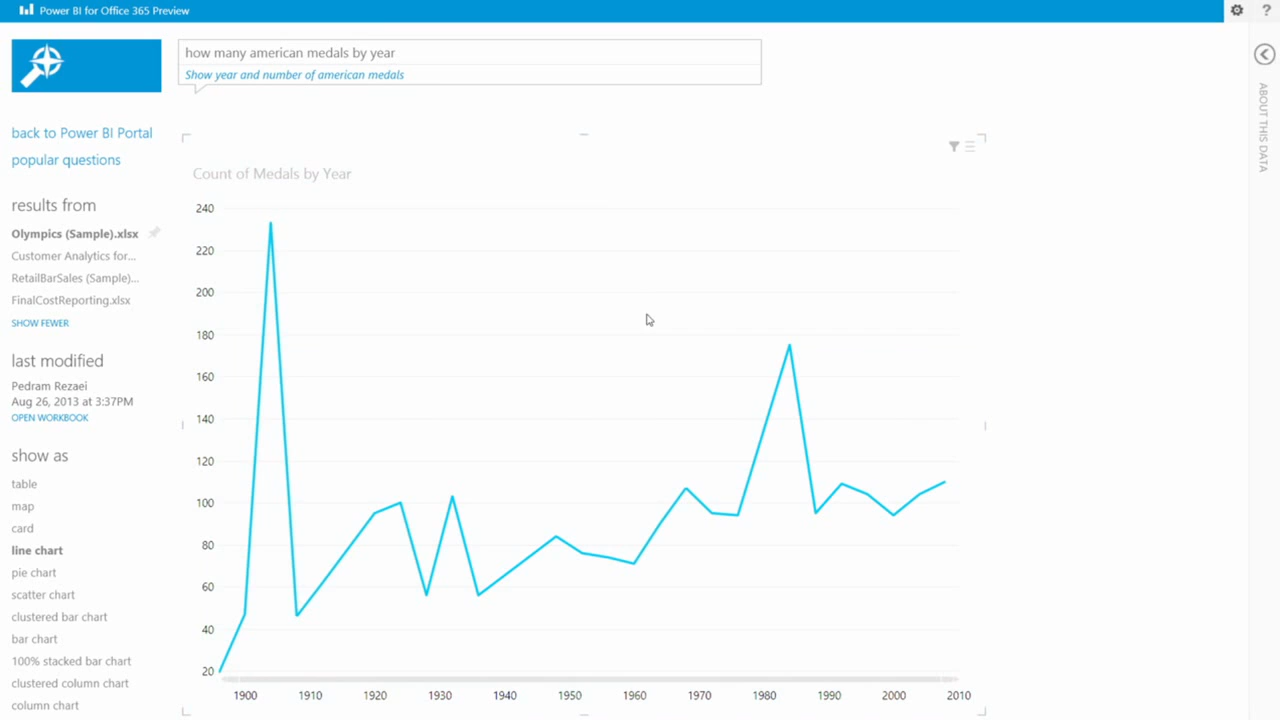 Power BI for Office 365 Preview
?
how many american medals by year
Show year and number of american medals
ABOUT THIS DATA
back to Power BI Portal
popular questions
results from
Olympics (Sample).xlsx
Customer Analytics for...
RetailBarSales (Sample)...
FinalCostReporting.xlsx
SHOW FEWER
last modified
Pedram Rezaei
Aug 26, 2013 at 3:37PM
OPEN WORKBOOK
show as
table
map
card
line chart
pie chart
scatter chart
clustered bar chart
bar chart
100% stacked bar chart
clustered column chart
column chart
Count of Medals by Year
240
220
200
180
160
140
120
100
80
60
40
20
1900 1910 1920 1930 1940 1950 1960 1970 1980 1990 2000 2010